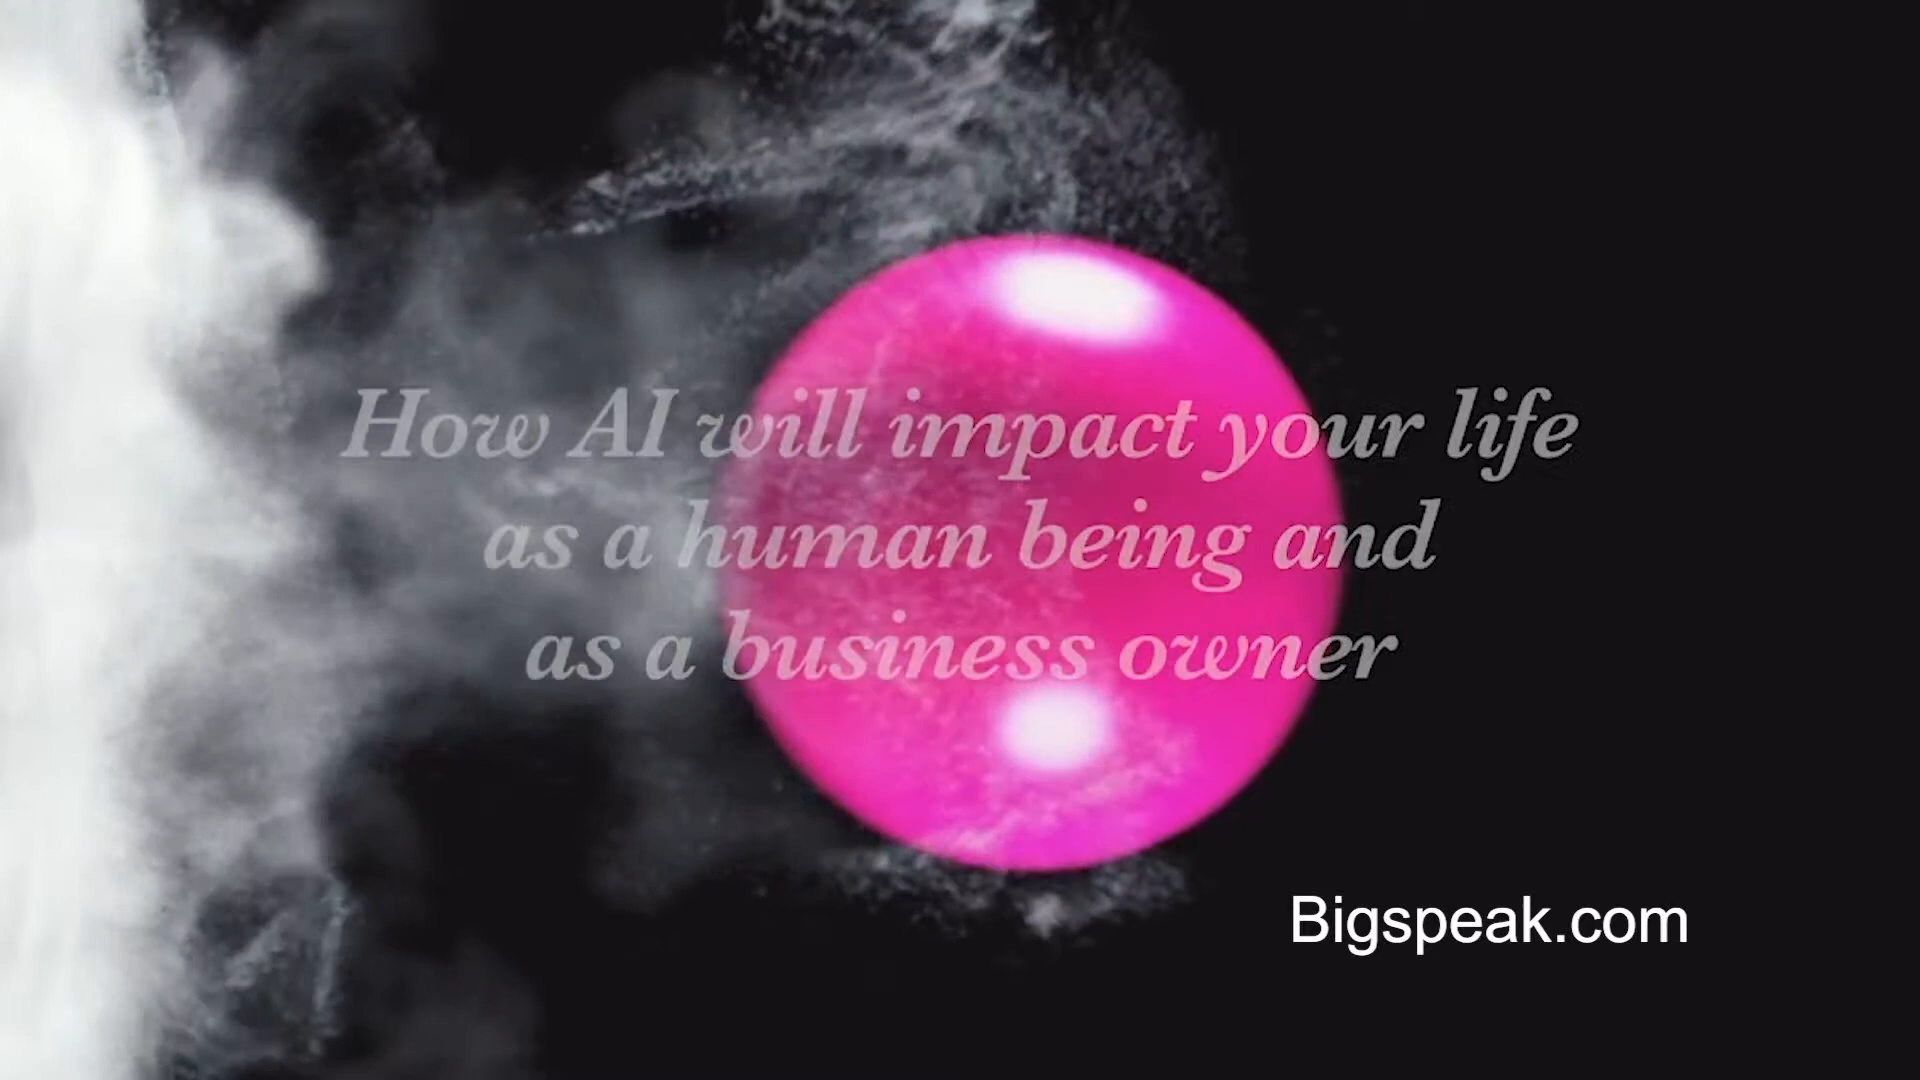 How AI will impact your life
as a human being and
as a business owner
Bigspeak.com